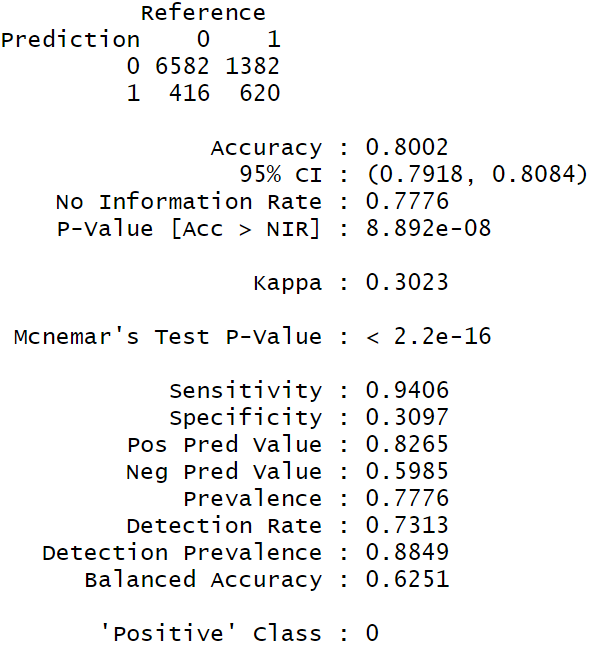 Reference
Prediction 0 1
0 6582 1382
1 416 620
Accuracy : 0.8002
95% CI : (0.7918, 0.8084)
No Information Rate : 0.7776
P-Value [Acc > NIR] : 8.892e-08
Kappa : 0.3023
Mcnemar's Test P-Value : < 2.2e-16
Sensitivity : 0.9406
Specificity : 0.3097
Pos Pred Value : 0.8265
Neg Pred Value : 0.5985
Prevalence : 0.7776
Detection Rate : 0.7313
Detection Prevalence : 0.8849
Balanced Accuracy : 0.6251
'Positive' Class : 0